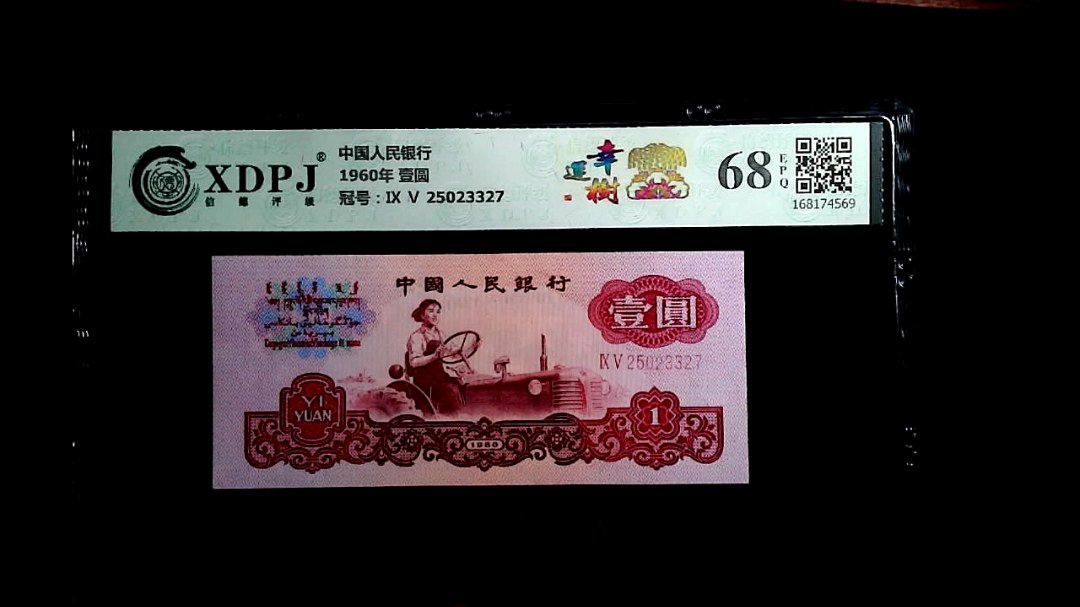 XDPJ®
信德评级
中国人民银行
1960年 壹圆
冠号:Ⅸ Ⅴ 25023327
幸
运
樹
68
EPQ
168174569
中國人民銀行
壹圓
Ⅸ Ⅴ 25023327
YI
YUAN
1
1960